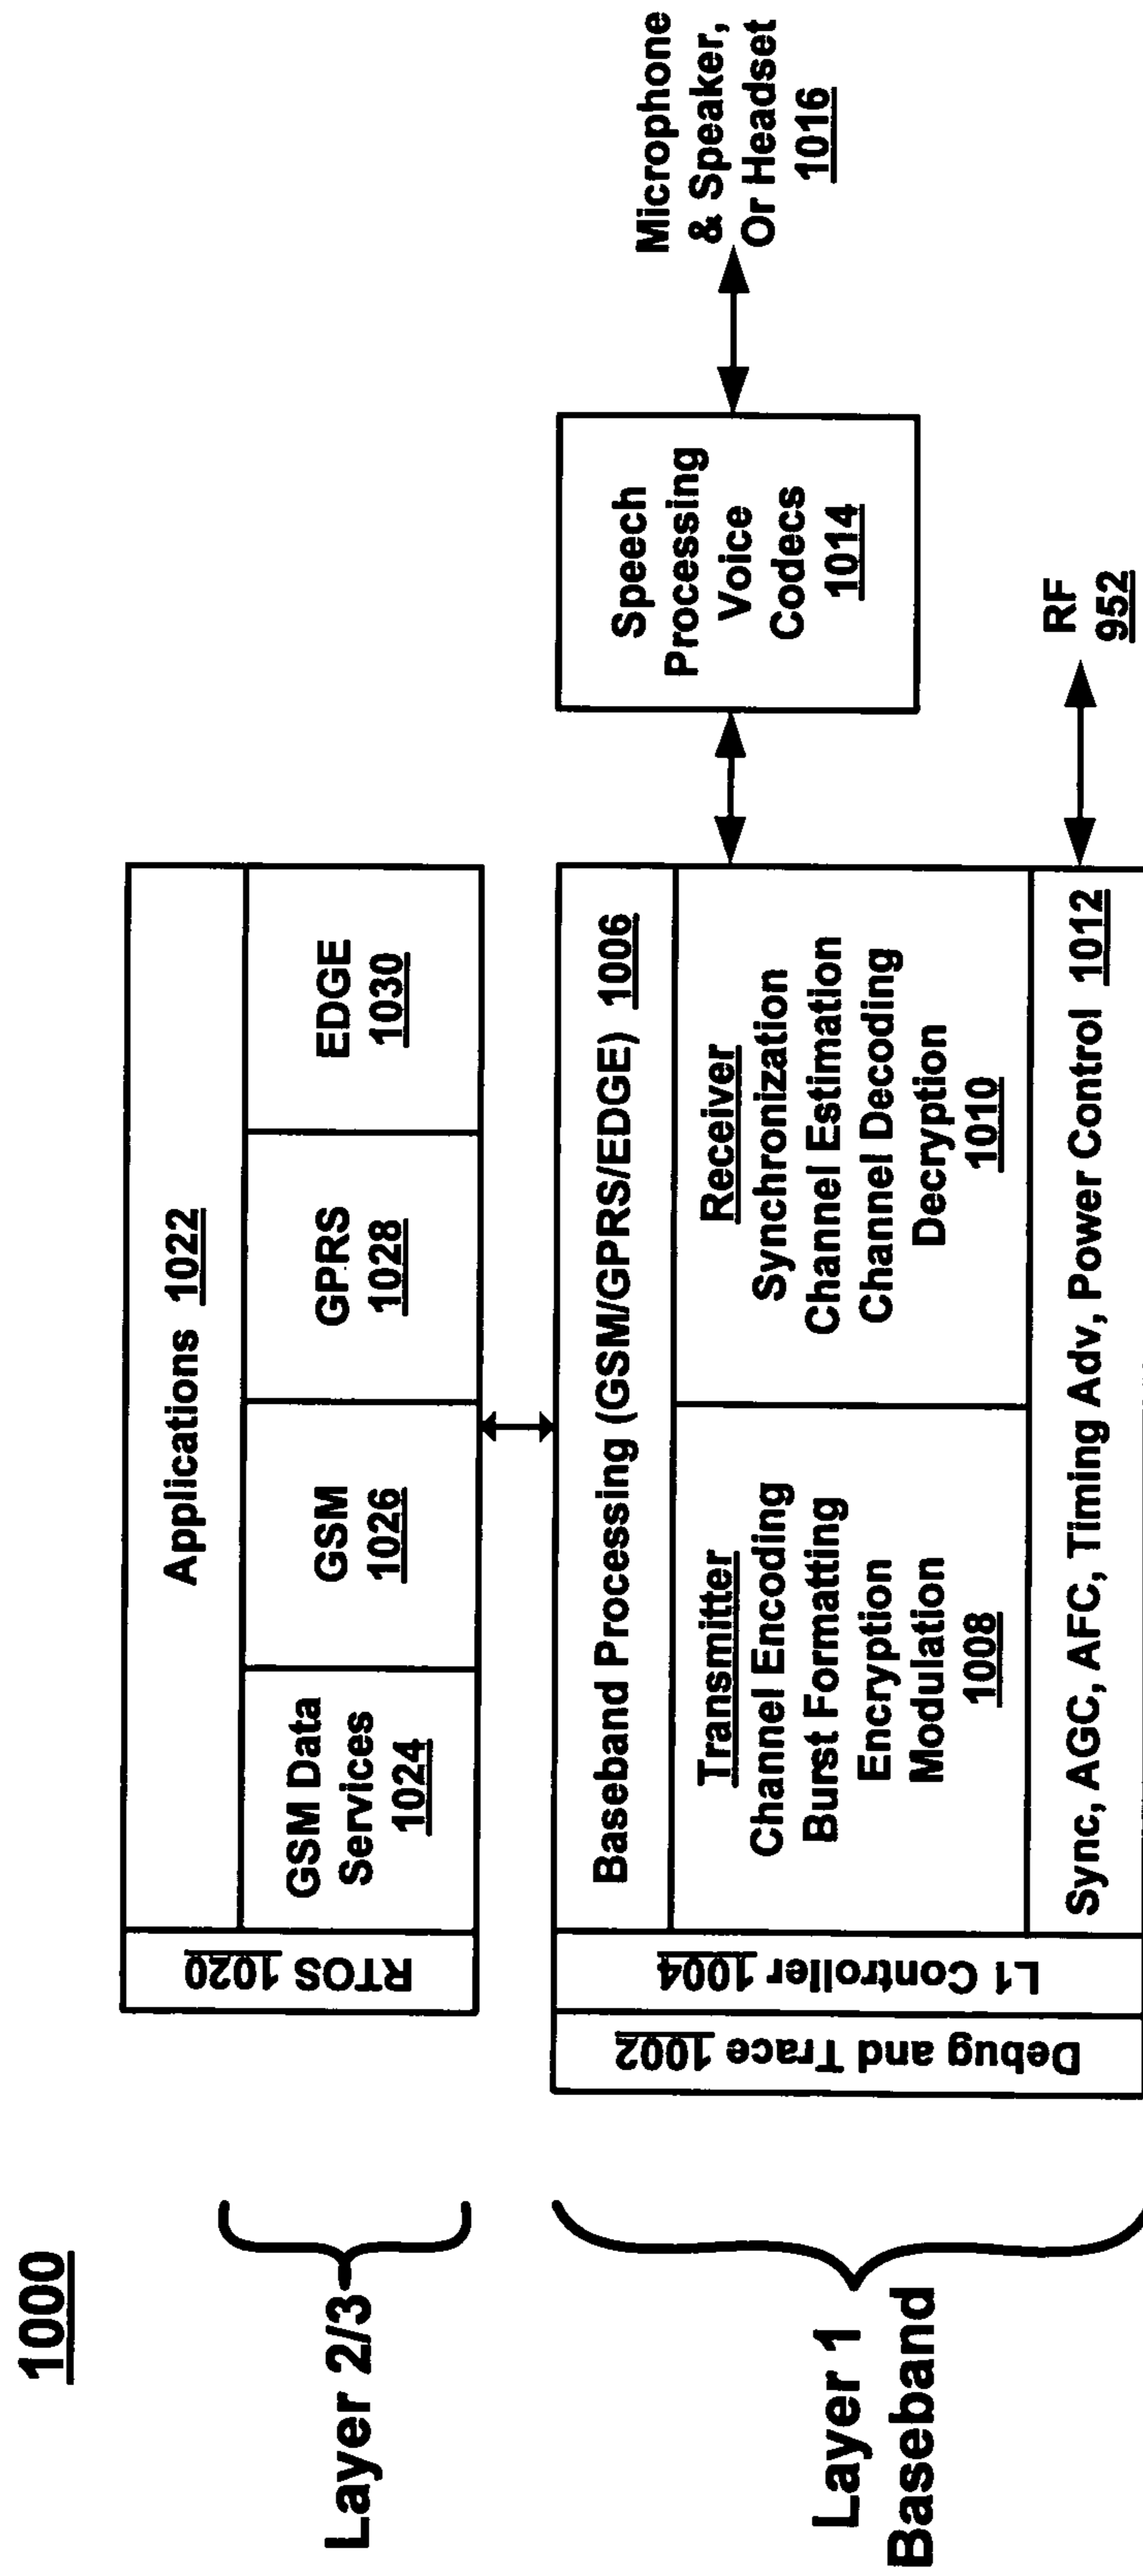 1000
Layer 2/3
RTOS 1020
Applications 1022
GSM Data
Services
1024
GSM
1026
GPRS
1028
EDGE
1030
Layer 1
Baseband
Debug and Trace 1002
L1 Controller 1004
Baseband Processing (GSM/GPRS/EDGE) 1006
Transmitter
Channel Encoding
Burst Formatting
Encryption
Modulation
1008
Receiver
Synchronization
Channel Estimation
Channel Decoding
Decryption
1010
Sync, AGC, AFC, Timing Adv, Power Control 1012
Speech
Processing
Voice
Codecs
1014
Microphone
& Speaker,
Or Headset
1016
RF
952